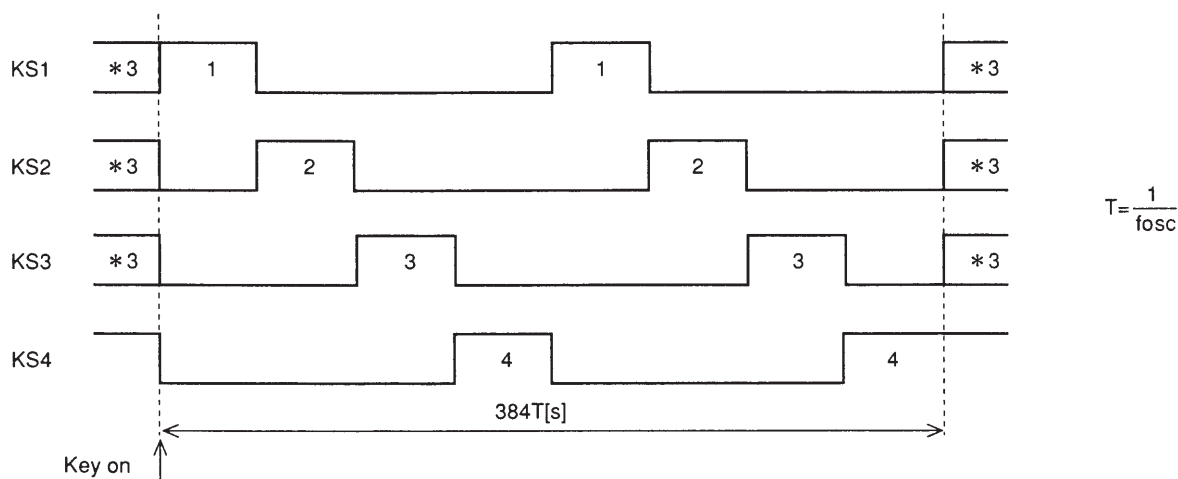 KS1 *3 1 1 *3
KS2 *3 2 2 *3
KS3 *3 3 3 *3
KS4 4 4
T=1/fosc
384T[s]
Key on